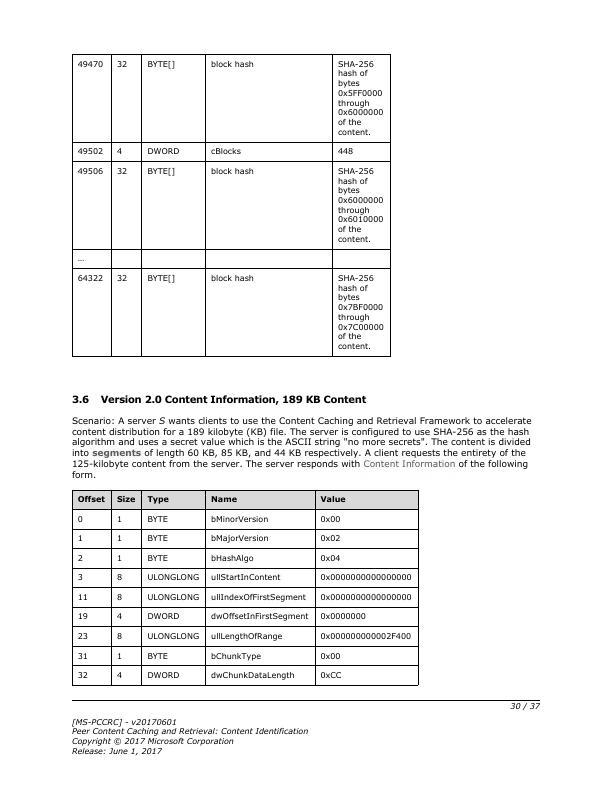 49470 32 BYTE[] block hash SHA-256
hash of
bytes
0x5FF0000
through
0x6000000
of the
content.
49502 4 DWORD cBlocks 448
49506 32 BYTE[] block hash SHA-256
hash of
bytes
0x6000000
through
0x6010000
of the
content.
…
64322 32 BYTE[] block hash SHA-256
hash of
bytes
0x7BF0000
through
0x7C00000
of the
content.
3.6 Version 2.0 Content Information, 189 KB Content
Scenario: A server S wants clients to use the Content Caching and Retrieval Framework to accelerate
content distribution for a 189 kilobyte (KB) file. The server is configured to use SHA-256 as the hash
algorithm and uses a secret value which is the ASCII string "no more secrets". The content is divided
into segments of length 60 KB, 85 KB, and 44 KB respectively. A client requests the entirety of the
125-kilobyte content from the server. The server responds with Content Information of the following
form.
Offset Size Type Name Value
0 1 BYTE bMinorVersion 0x00
1 1 BYTE bMajorVersion 0x02
2 1 BYTE bHashAlgo 0x04
3 8 ULONGLONG ullStartInContent 0x0000000000000000
11 8 ULONGLONG ullIndexOfFirstSegment 0x0000000000000000
19 4 DWORD dwOffsetInFirstSegment 0x0000000
23 8 ULONGLONG ullLengthOfRange 0x000000000002F400
31 1 BYTE bChunkType 0x00
32 4 DWORD dwChunkDataLength 0xCC
30 / 37
[MS-PCCRC] - v20170601
Peer Content Caching and Retrieval: Content Identification
Copyright © 2017 Microsoft Corporation
Release: June 1, 2017